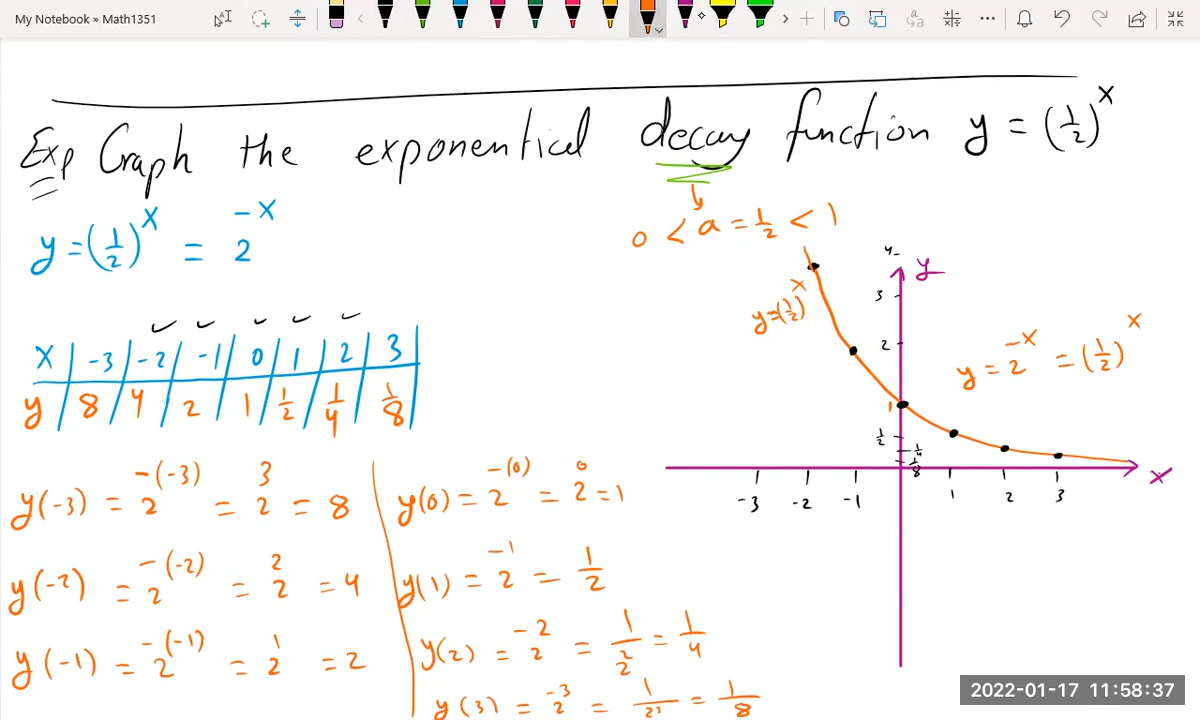 My Notebook » Math1351
Exp Graph the exponential decay function y = (1/2)^x
0 < a = 1/2 < 1
y = (1/2)^x = 2^-x
x | -3 | -2 | -1 | 0 | 1 | 2 | 3
y | 8 | 4 | 2 | 1 | 1/2 | 1/4 | 1/8
y(-3) = 2^-(-3) = 2^3 = 8
y(-2) = 2^-(-2) = 2^2 = 4
y(-1) = 2^-(-1) = 2^1 = 2
y(0) = 2^-(0) = 2^0 = 1
y(1) = 2^-1 = 1/2
y(2) = 2^-2 = 1/2^2 = 1/4
y(3) = 2^-3 = 1/2^3 = 1/8
y
4
3
2
1
1/2
1/4
1/8
y=(1/2)^x
y = 2^-x = (1/2)^x
-3 -2 -1 1 2 3
x
2022-01-17 11:58:37